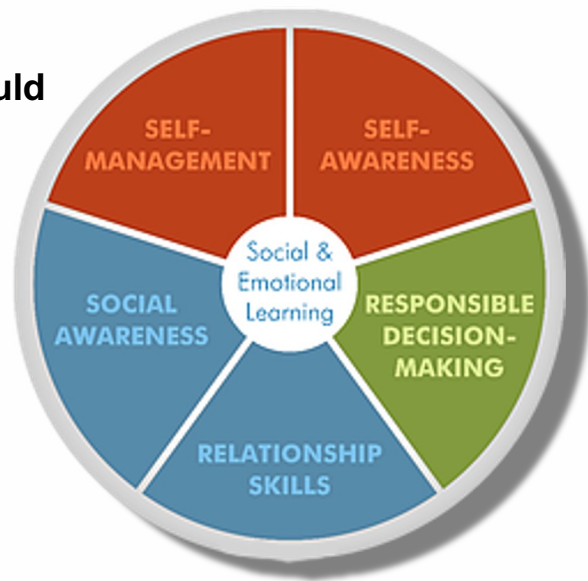 uld
SELF-
MANAGEMENT
SELF-
AWARENESS
Social &
Emotional
Learning
SOCIAL
AWARENESS
RESPONSIBLE
DECISION-
MAKING
RELATIONSHIP
SKILLS